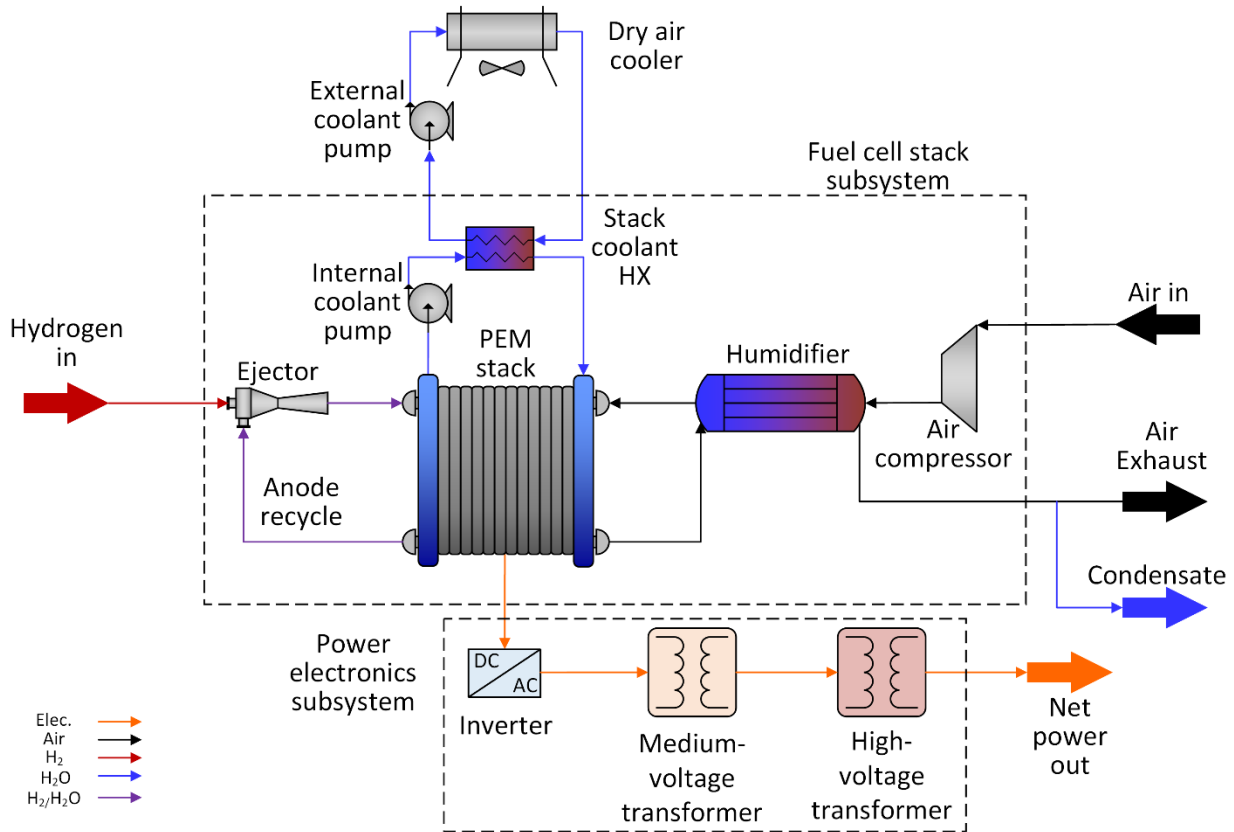 Dry air
cooler
External
coolant
pump
Fuel cell stack
subsystem
Stack
coolant
HX
Internal
coolant
pump
Air in
Hydrogen
in
PEM
stack
Humidifier
Ejector
Air
compressor
Air
Exhaust
Anode
recycle
Condensate
Power
electronics
subsystem
DC
AC
Inverter
Medium-
voltage
transformer
High-
voltage
transformer
Net
power
out
Elec.
Air
H₂
H₂O
H₂/H₂O